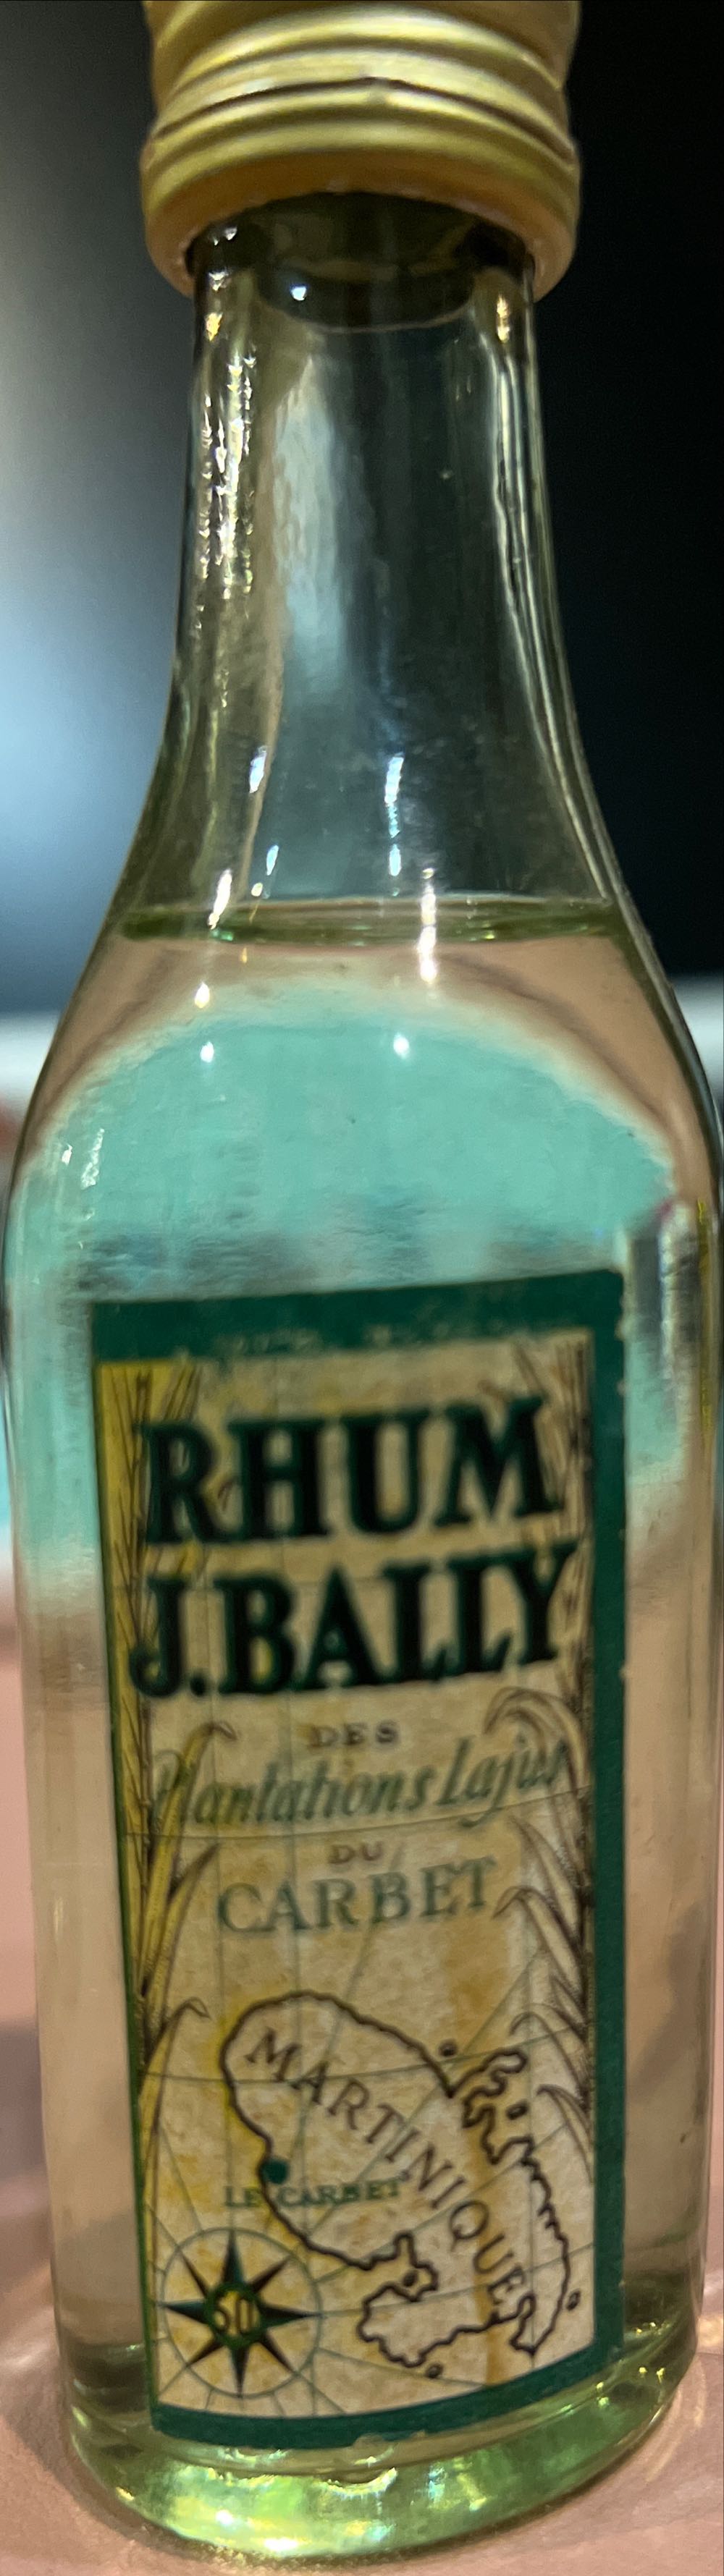 RHUM
J.BALLY
DES
Plantations Lajus
DU
CARBET
MARTINIQUE
LE CARBET
50°